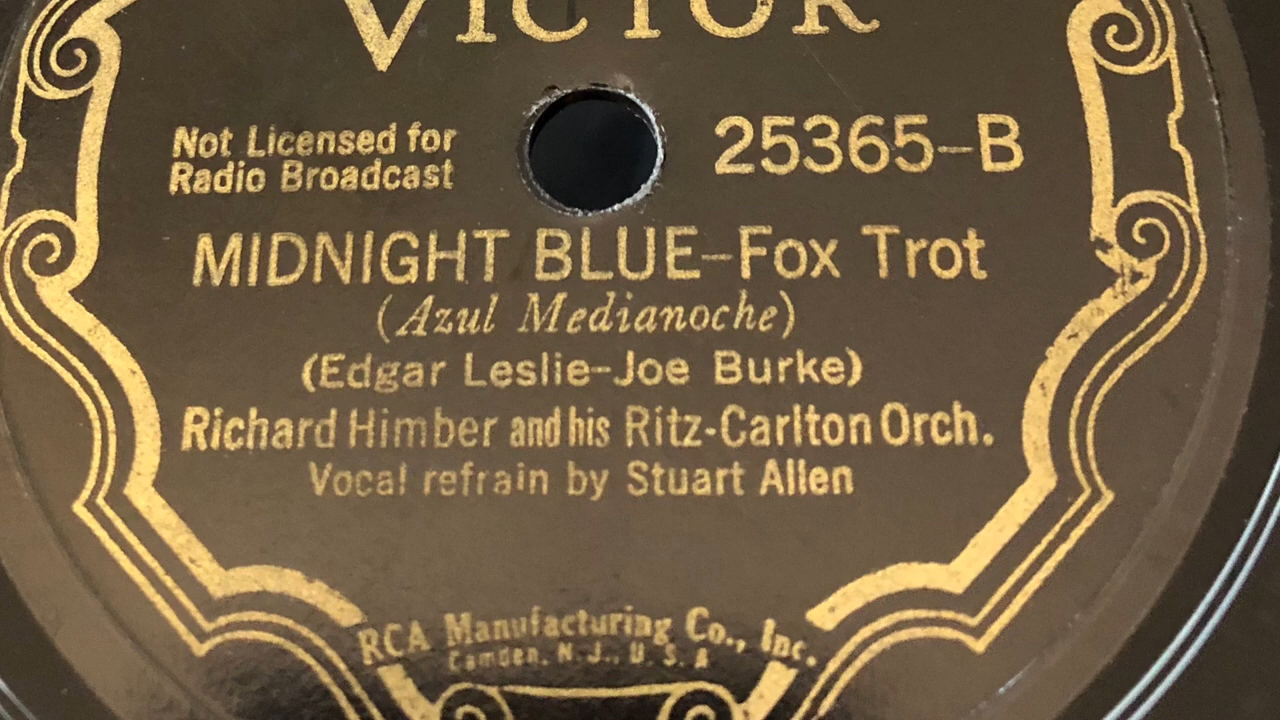 VICTOR
Not Licensed for
Radio Broadcast
25365-B
MIDNIGHT BLUE-Fox Trot
(Azul Medianoche)
(Edgar Leslie-Joe Burke)
Richard Himber and his Ritz-Carlton Orch.
Vocal refrain by Stuart Allen
RCA Manufacturing Co., Inc.
Camden, N. J., U. S. A